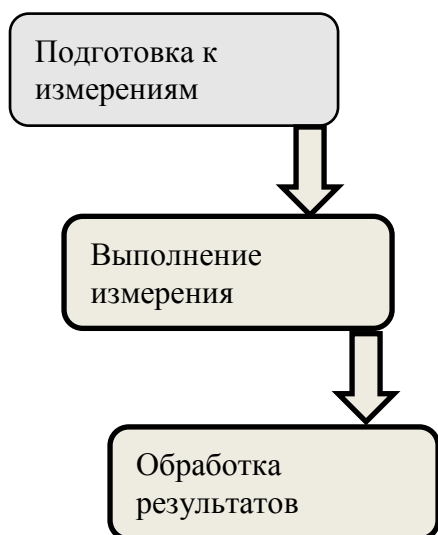 Подготовка к
измерениям
Выполнение
измерения
Обработка
результатов